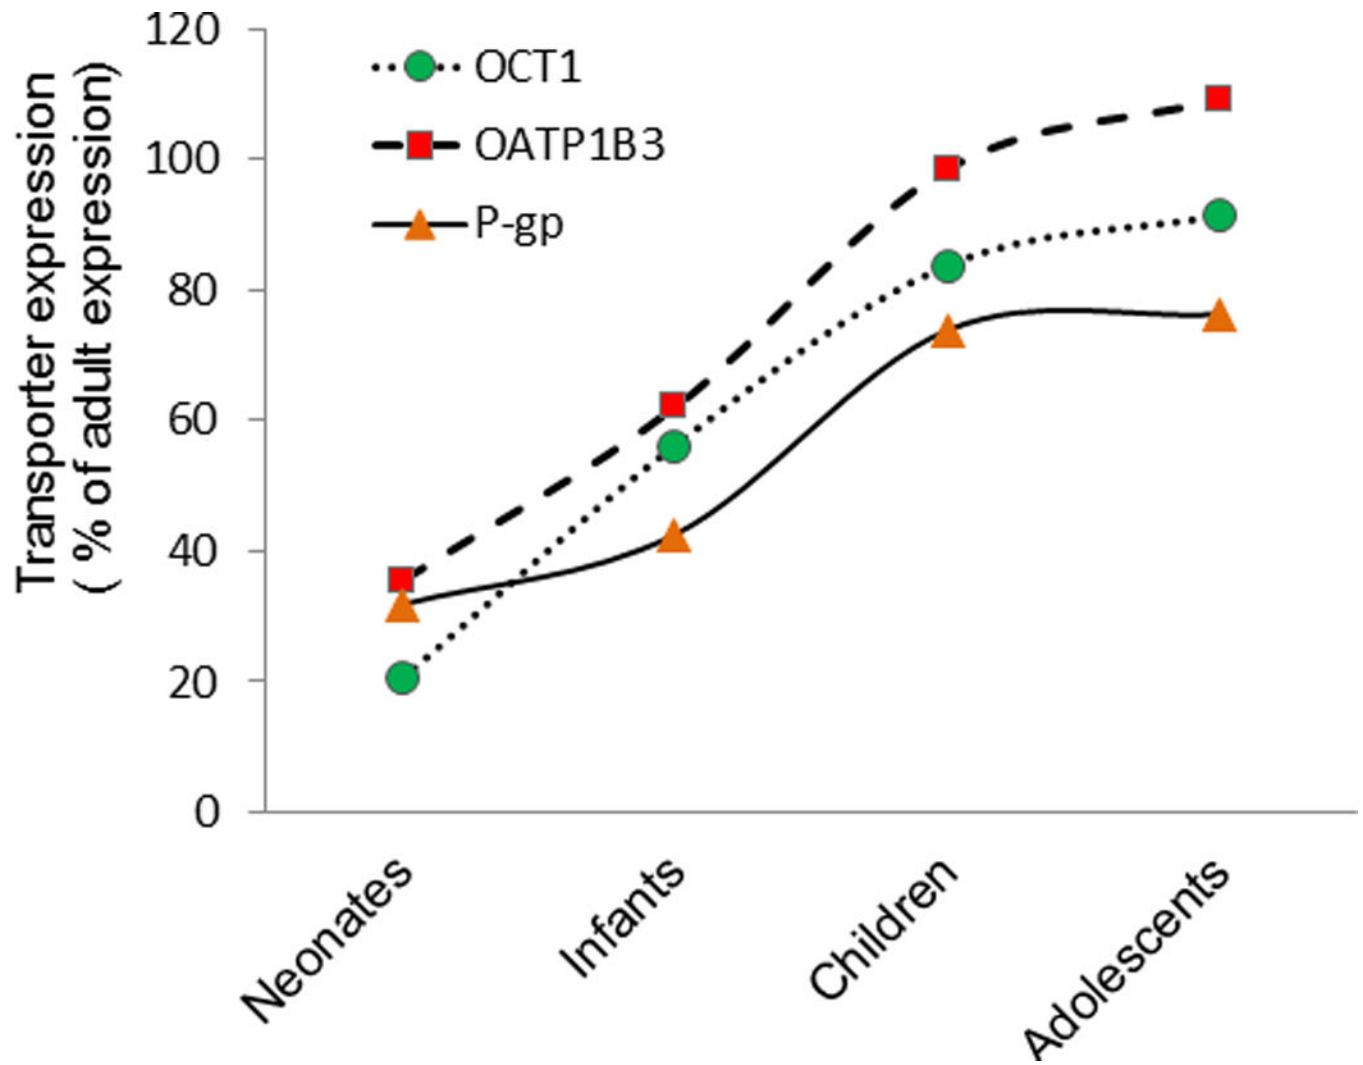 Transporter expression
( % of adult expression)
120
100
80
60
40
20
0
OCT1
OATP1B3
P-gp
Neonates
Infants
Children
Adolescents